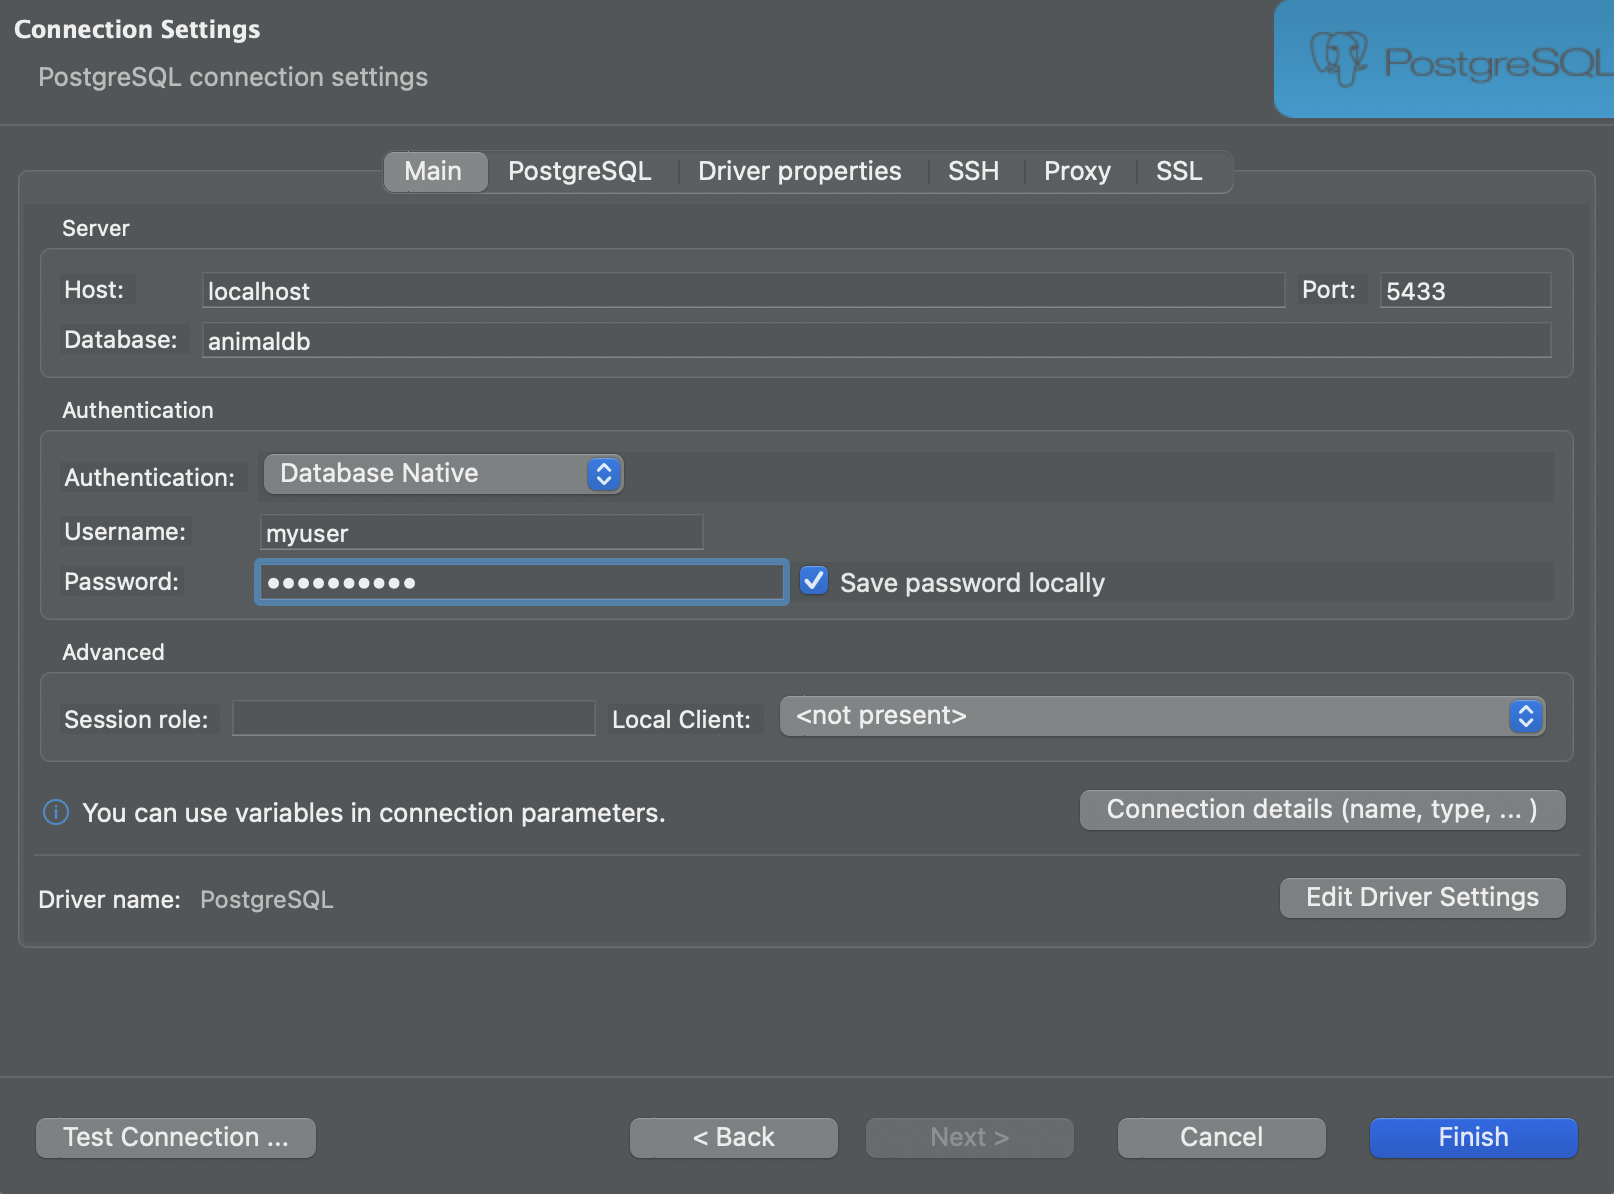 Connection Settings
PostgreSQL connection settings
PostgreSQL
Main PostgreSQL Driver properties SSH Proxy SSL
Server
Host: localhost Port: 5433
Database: animaldb
Authentication
Authentication: Database Native
Username: myuser
Password: ●●●●●●●●●● Save password locally
Advanced
Session role: Local Client: <not present>
You can use variables in connection parameters. Connection details (name, type, ... )
Driver name: PostgreSQL Edit Driver Settings
Test Connection ... < Back Next > Cancel Finish